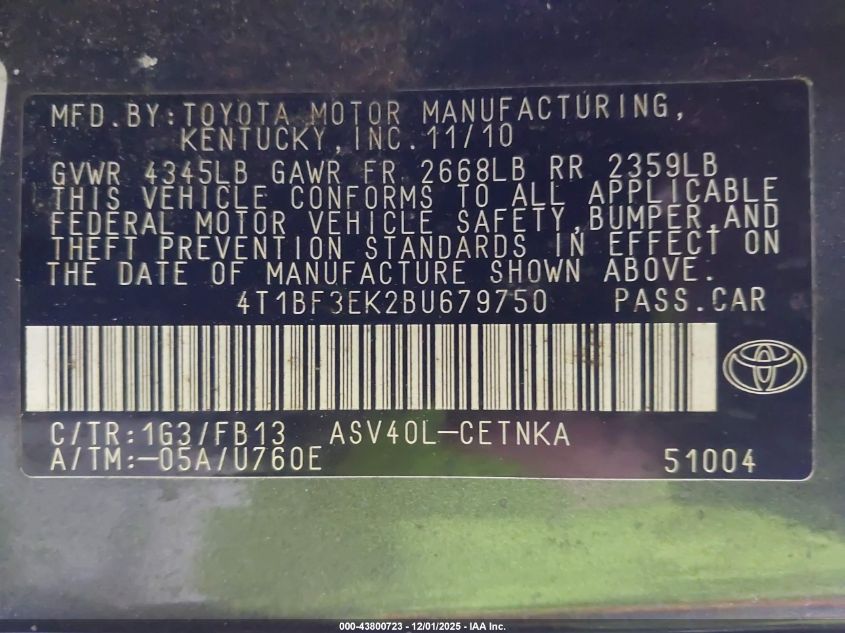 MFD.BY:TOYOTA MOTOR MANUFACTURING,
KENTUCKY,INC.11/10
GVWR 4345LB GAWR FR 2668LB RR 2359LB
THIS VEHICLE CONFORMS TO ALL APPLICABLE
FEDERAL MOTOR VEHICLE SAFETY,BUMPER,AND
THEFT PREVENTION STANDARDS IN EFFECT ON
THE DATE OF MANUFACTURE SHOWN ABOVE.
4T1BF3EK2BU679750 PASS.CAR
C/TR:1G3/FB13 ASV40L-CETNKA
A/TM:-05A/U760E 51004
000-43800723 - 12/01/2025 - IAA Inc.